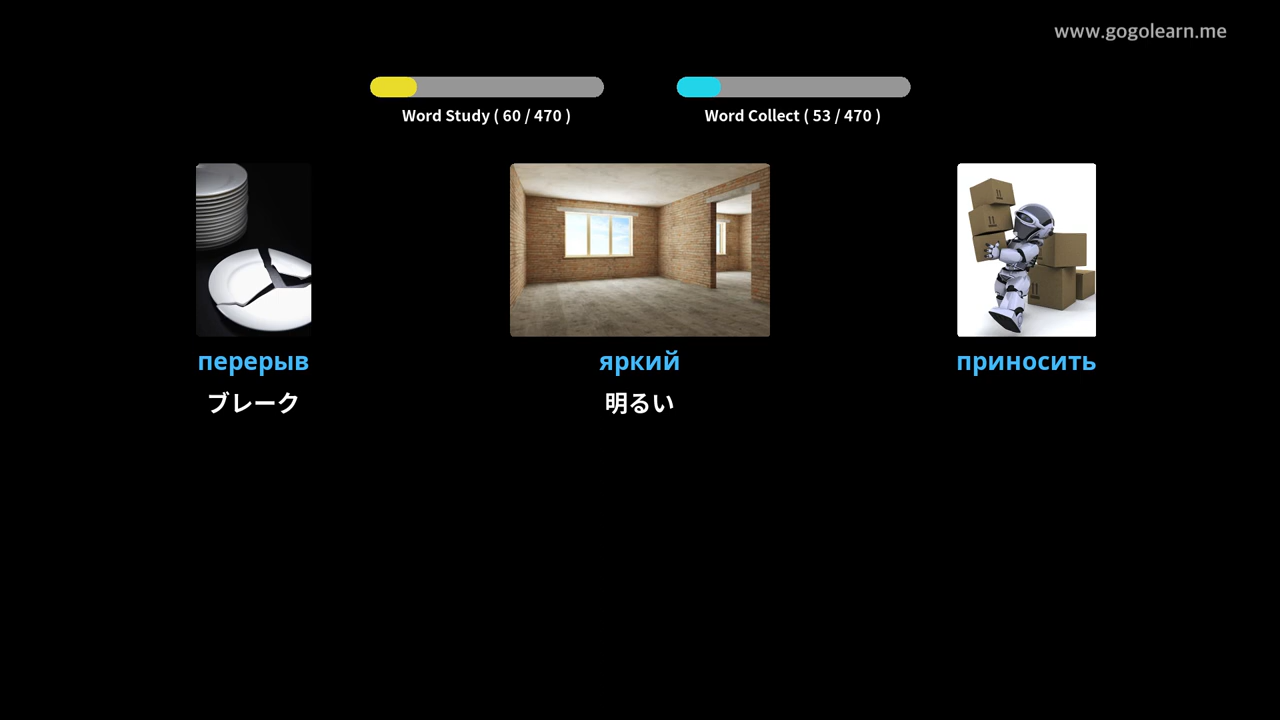 www.gogolearn.me
Word Study ( 60 / 470 )
Word Collect ( 53 / 470 )
перерыв
яркий
приносить
ブレーク
明るい